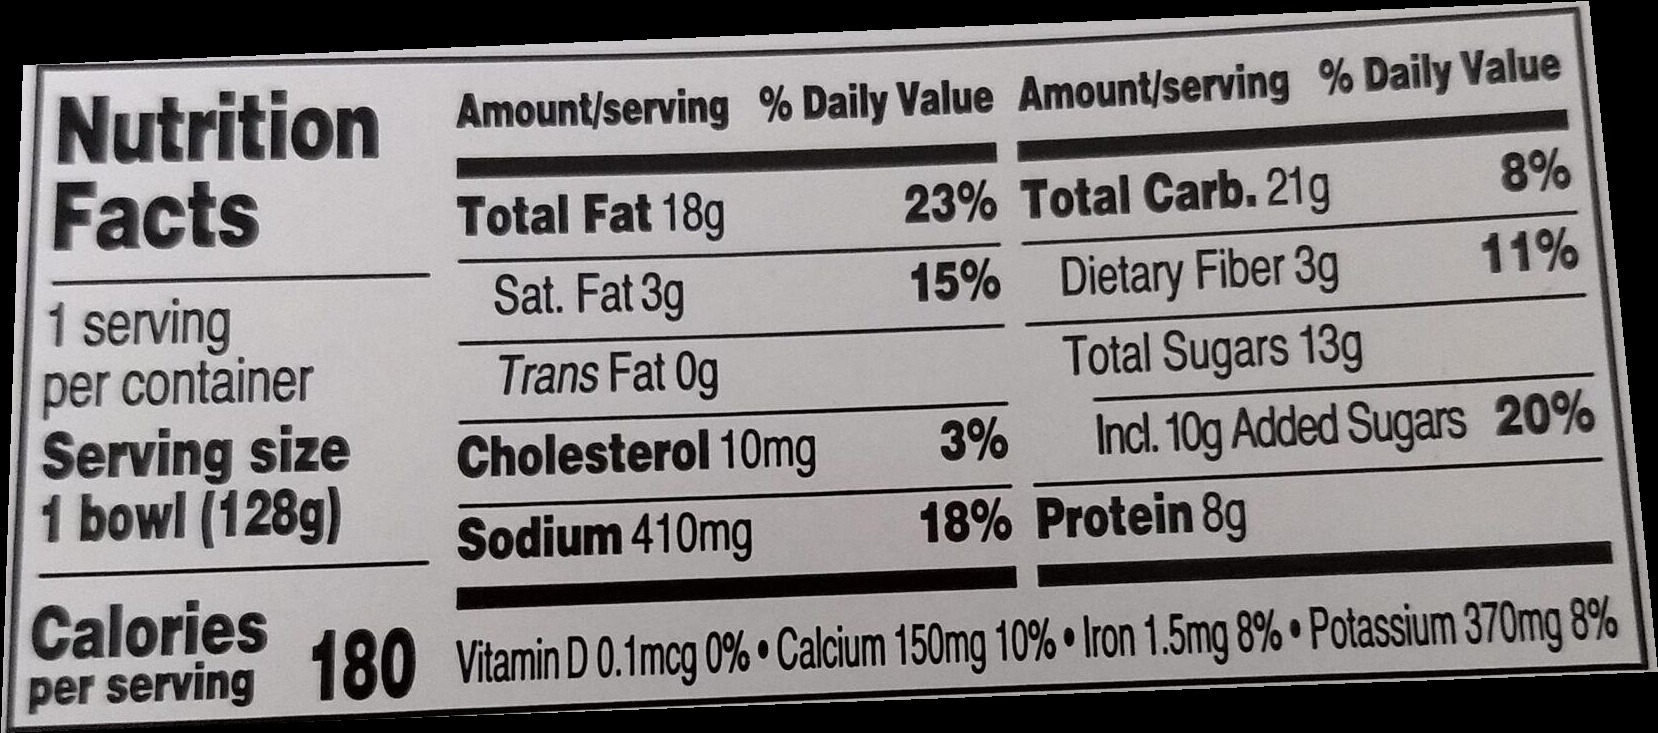 Nutrition
Facts
1 serving
per container
Serving size
1 bowl (128g)
Calories
per serving 180
Amount/serving % Daily Value
Total Fat 18g 23%
Sat. Fat 3g 15%
Trans Fat 0g
Cholesterol 10mg 3%
Sodium 410mg 18%
Amount/serving % Daily Value
Total Carb. 21g 8%
Dietary Fiber 3g 11%
Total Sugars 13g
Incl. 10g Added Sugars 20%
Protein 8g
Vitamin D 0.1mcg 0% • Calcium 150mg 10% • Iron 1.5mg 8% • Potassium 370mg 8%